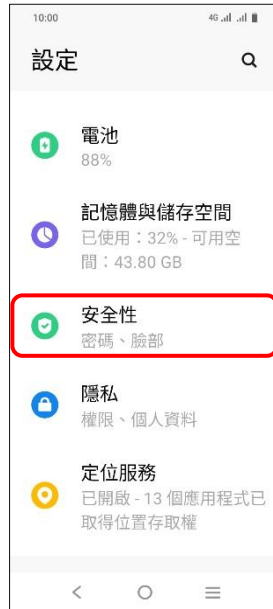 10:00
4G
設定
電池
88%
記憶體與儲存空間
已使用：32% - 可用空
間：43.80 GB
安全性
密碼、臉部
隱私
權限、個人資料
定位服務
已開啟 - 13 個應用程式已
取得位置存取權